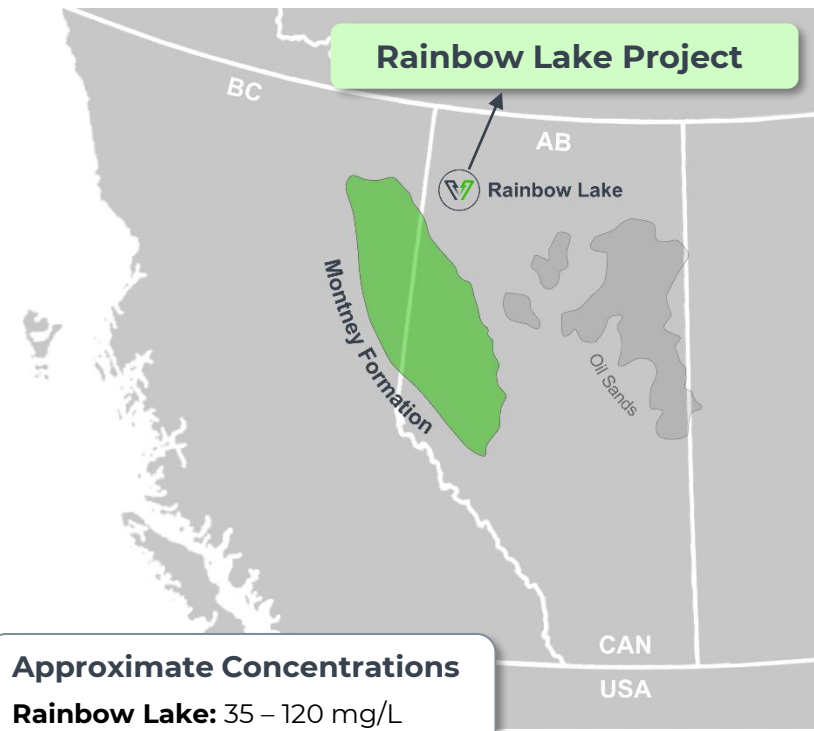 Rainbow Lake Project
BC
AB
Rainbow Lake
Montney Formation
Oil Sands
CAN
USA
Approximate Concentrations
Rainbow Lake: 35 – 120 mg/L